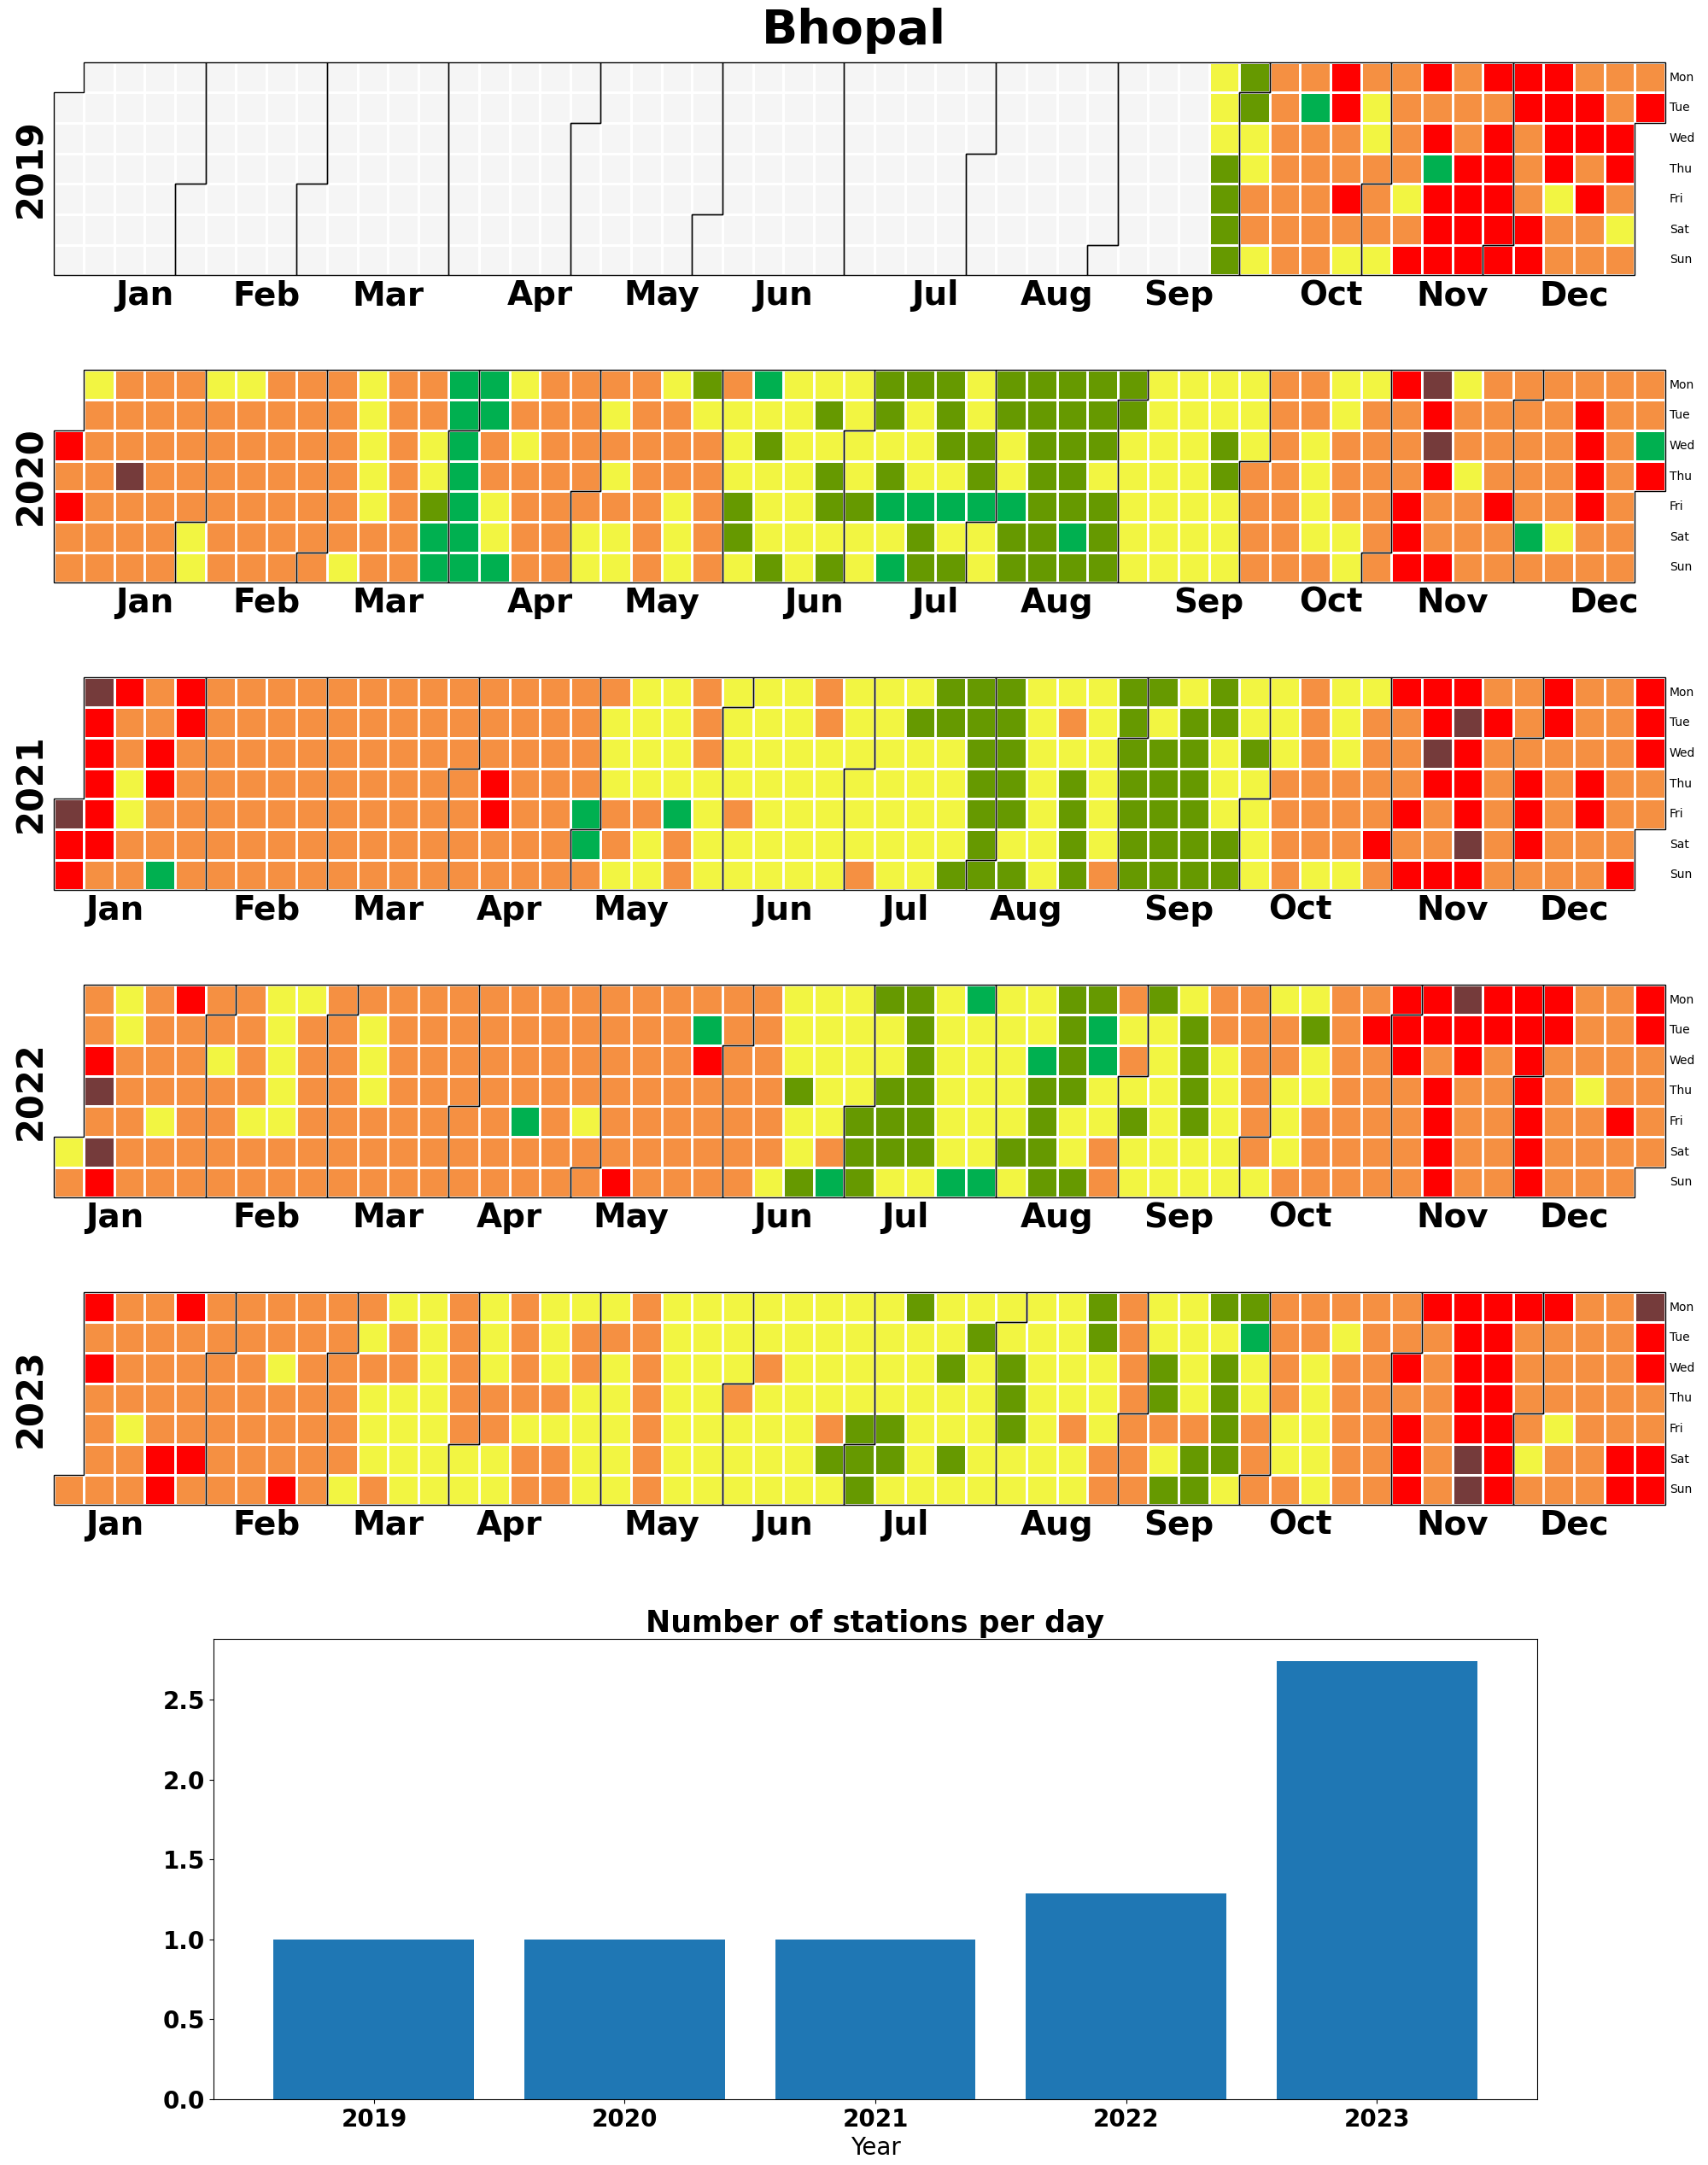 Bhopal
2019
Mon
Tue
Wed
Thu
Fri
Sat
Sun
Jan Feb Mar Apr May Jun Jul Aug Sep Oct Nov Dec
2020
Mon
Tue
Wed
Thu
Fri
Sat
Sun
Jan Feb Mar Apr May Jun Jul Aug Sep Oct Nov Dec
2021
Mon
Tue
Wed
Thu
Fri
Sat
Sun
Jan Feb Mar Apr May Jun Jul Aug Sep Oct Nov Dec
2022
Mon
Tue
Wed
Thu
Fri
Sat
Sun
Jan Feb Mar Apr May Jun Jul Aug Sep Oct Nov Dec
2023
Mon
Tue
Wed
Thu
Fri
Sat
Sun
Jan Feb Mar Apr May Jun Jul Aug Sep Oct Nov Dec
Number of stations per day
2.5
2.0
1.5
1.0
0.5
0.0
2019 2020 2021 2022 2023
Year